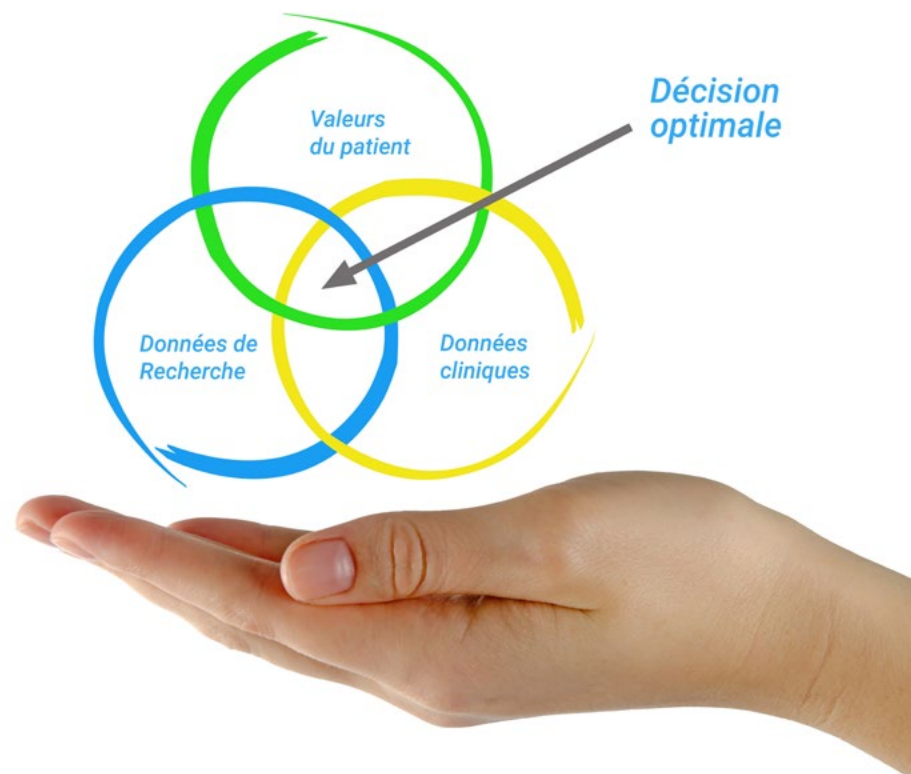 Valeurs
du patient
Décision
optimale
Données de
Recherche
Données
cliniques